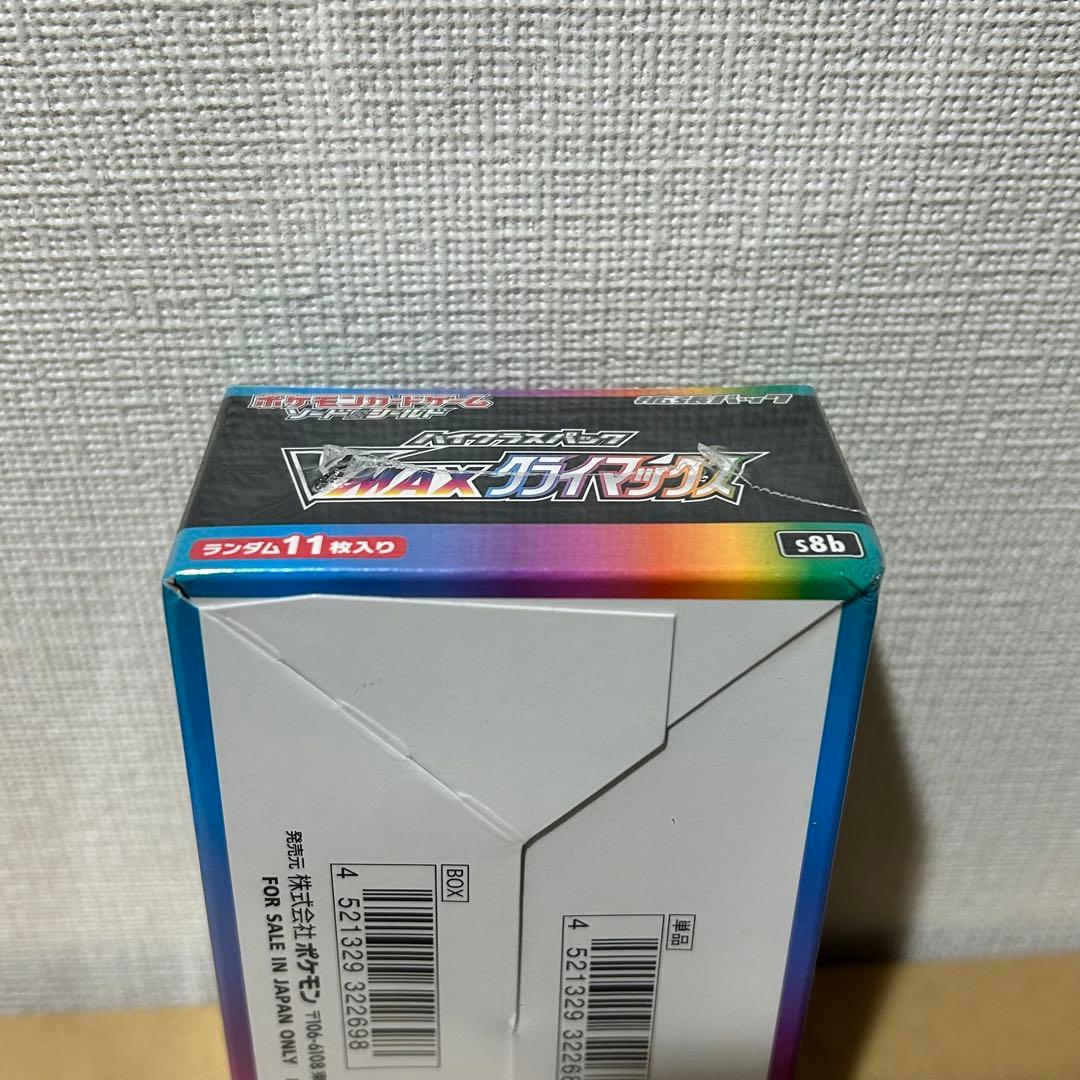 ポケモンカードゲーム
ソード&シールド
拡張パック
ハイクラスパック
VMAXクライマックス
ランダム11枚入り
s8b
発売元 株式会社 ポケモン 〒106-6108
FOR SALE IN JAPAN ONLY
BOX
4 521329 322698
単品
4 521329 32268